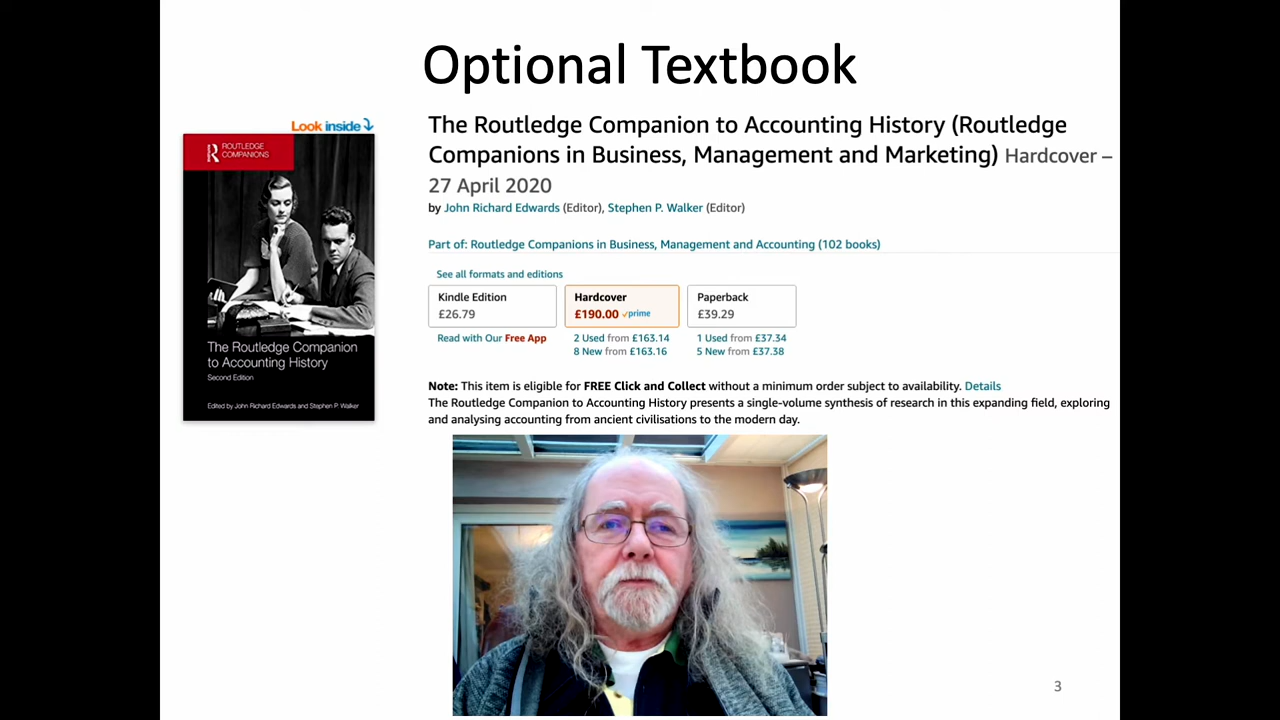 Optional Textbook
Look inside
ROUTLEDGE
COMPANIONS
The Routledge Companion
to Accounting History
Second Edition
Edited by John Richard Edwards and Stephen P. Walker
The Routledge Companion to Accounting History (Routledge
Companions in Business, Management and Marketing) Hardcover –
27 April 2020
by John Richard Edwards (Editor), Stephen P. Walker (Editor)
Part of: Routledge Companions in Business, Management and Accounting (102 books)
See all formats and editions
Kindle Edition
£26.79
Read with Our Free App
Hardcover
£190.00 ✓prime
2 Used from £163.14
8 New from £163.16
Paperback
£39.29
1 Used from £37.34
5 New from £37.38
Note: This item is eligible for FREE Click and Collect without a minimum order subject to availability. Details
The Routledge Companion to Accounting History presents a single-volume synthesis of research in this expanding field, exploring
and analysing accounting from ancient civilisations to the modern day.
3